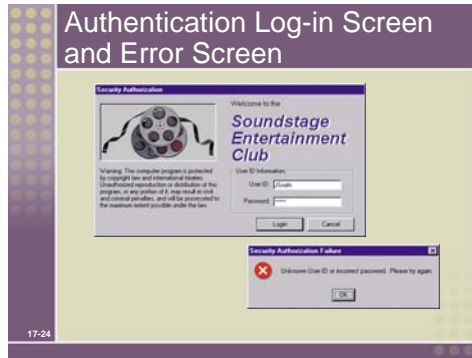 Authentication Log-in Screen
and Error Screen
Security Authorization
Welcome to the
Soundstage
Entertainment
Club
Warning: This computer program is protected
by copyright law and international treaties.
Unauthorized reproduction or distribution of this
program, or any portion of it, may result in civil
and criminal penalties, and will be prosecuted to
the maximum extent possible under the law.
User ID Information:
User ID: JSmith
Password: *****
Login
Cancel
Security Authorization Failure
Unknown User ID or incorrect password. Please try again.
OK
17-24